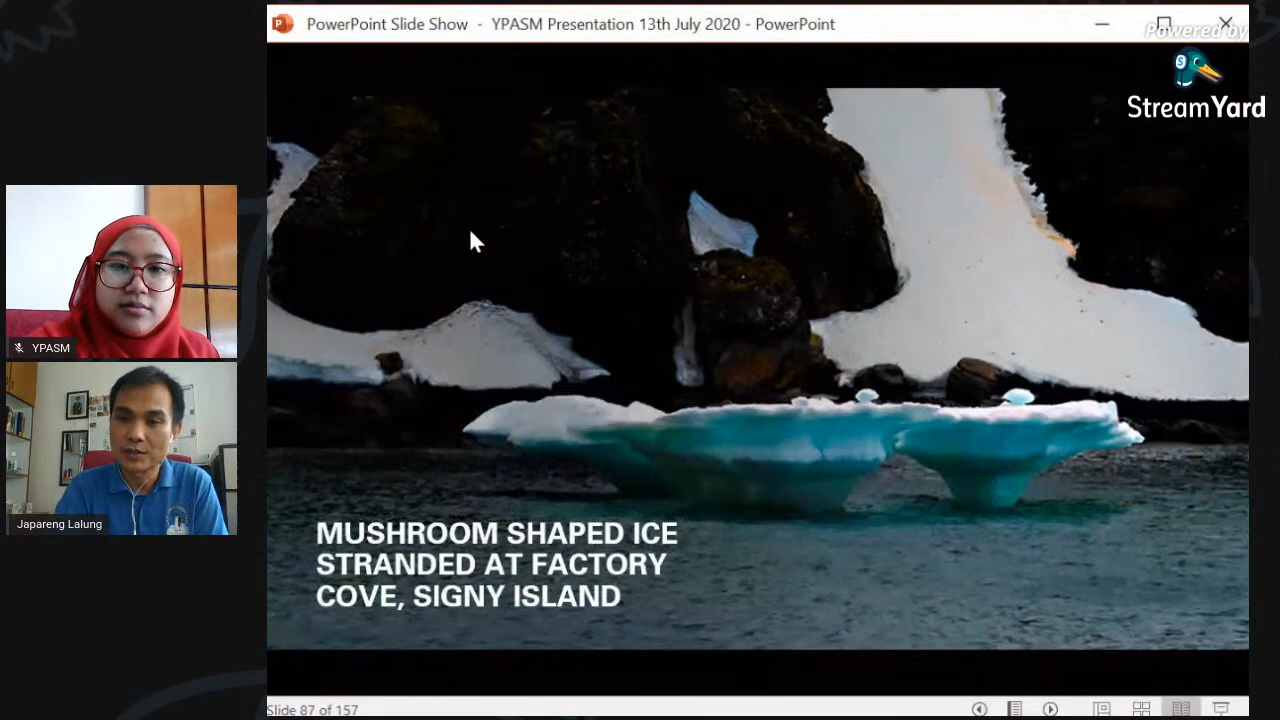 PowerPoint Slide Show - YPASM Presentation 13th July 2020 - PowerPoint
Powered by
StreamYard
YPASM
Japareng Lalung
MUSHROOM SHAPED ICE
STRANDED AT FACTORY
COVE, SIGNY ISLAND
Slide 87 of 157